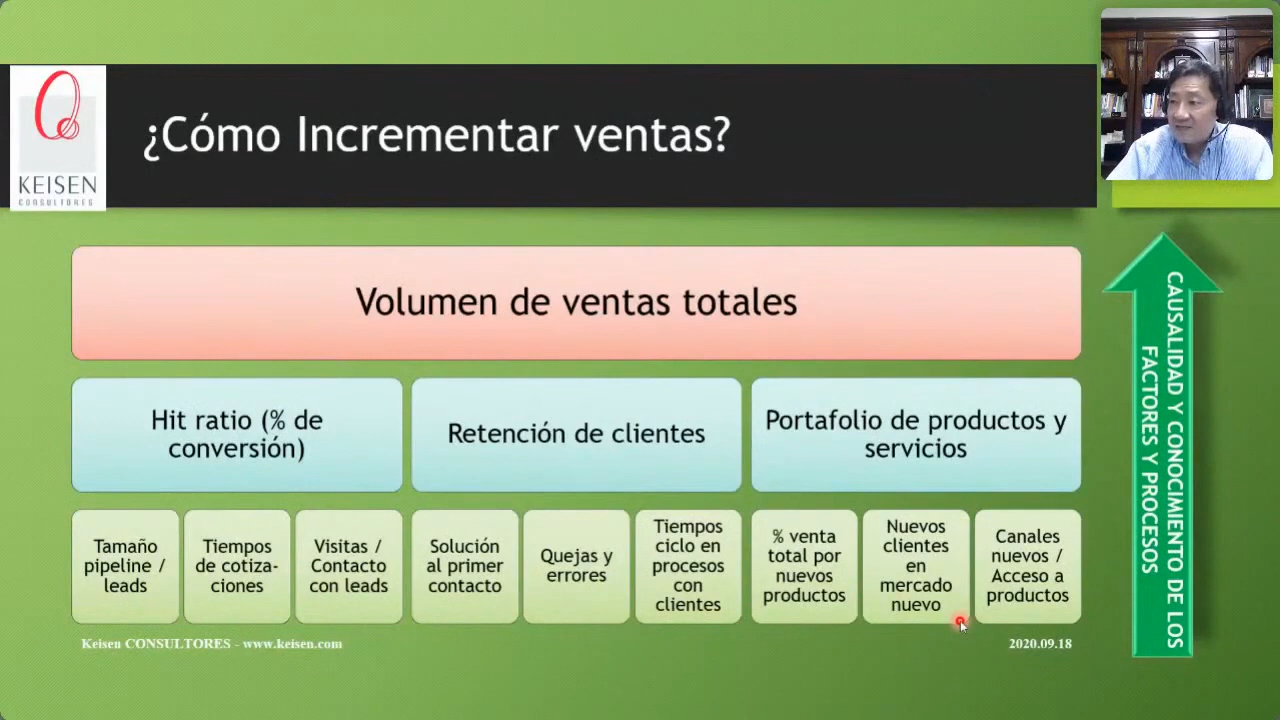 KEISEN
CONSULTORES
¿Cómo Incrementar ventas?
Volumen de ventas totales
Hit ratio (% de
conversión)
Retención de clientes
Portafolio de productos y
servicios
Tamaño
pipeline /
leads
Tiempos
de cotiza-
ciones
Visitas /
Contacto
con leads
Solución
al primer
contacto
Quejas y
errores
Tiempos
ciclo en
procesos
con
clientes
% venta
total por
nuevos
productos
Nuevos
clientes
en
mercado
nuevo
Canales
nuevos /
Acceso a
productos
CAUSALIDAD Y CONOCIMIENTO DE LOS
FACTORES Y PROCESOS
Keisen CONSULTORES - www.keisen.com
2020.09.18